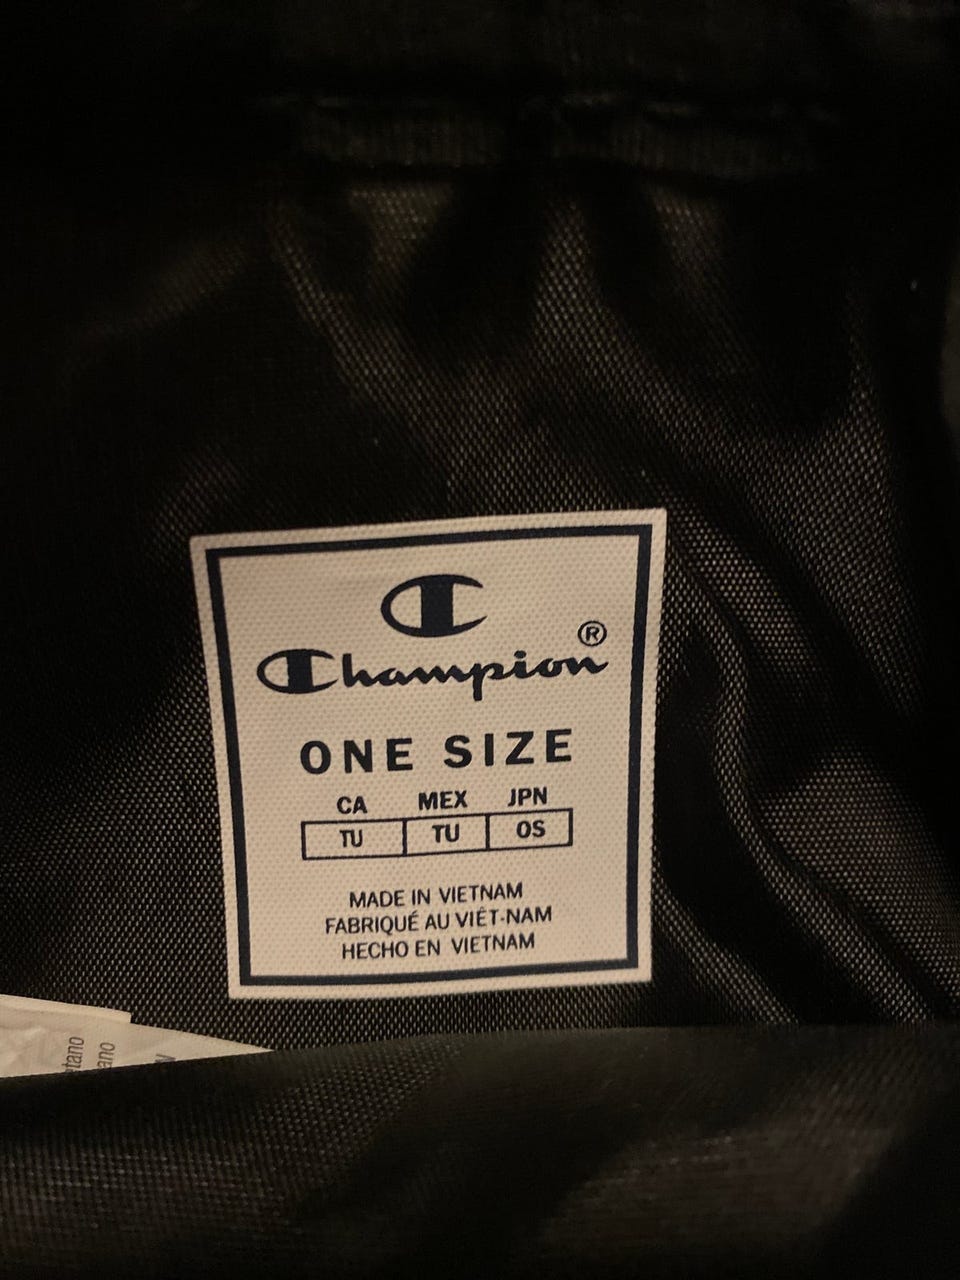 Champion®
ONE SIZE
CA MEX JPN
TU TU OS
MADE IN VIETNAM
FABRIQUÉ AU VIÊT-NAM
HECHO EN VIETNAM